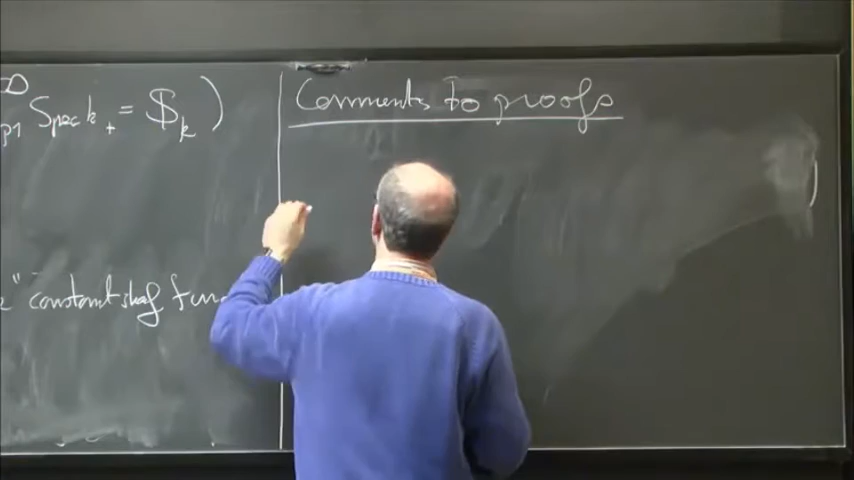 Spec k₊ = $ₖ )
" constant sheaf fun
Comments to proofs